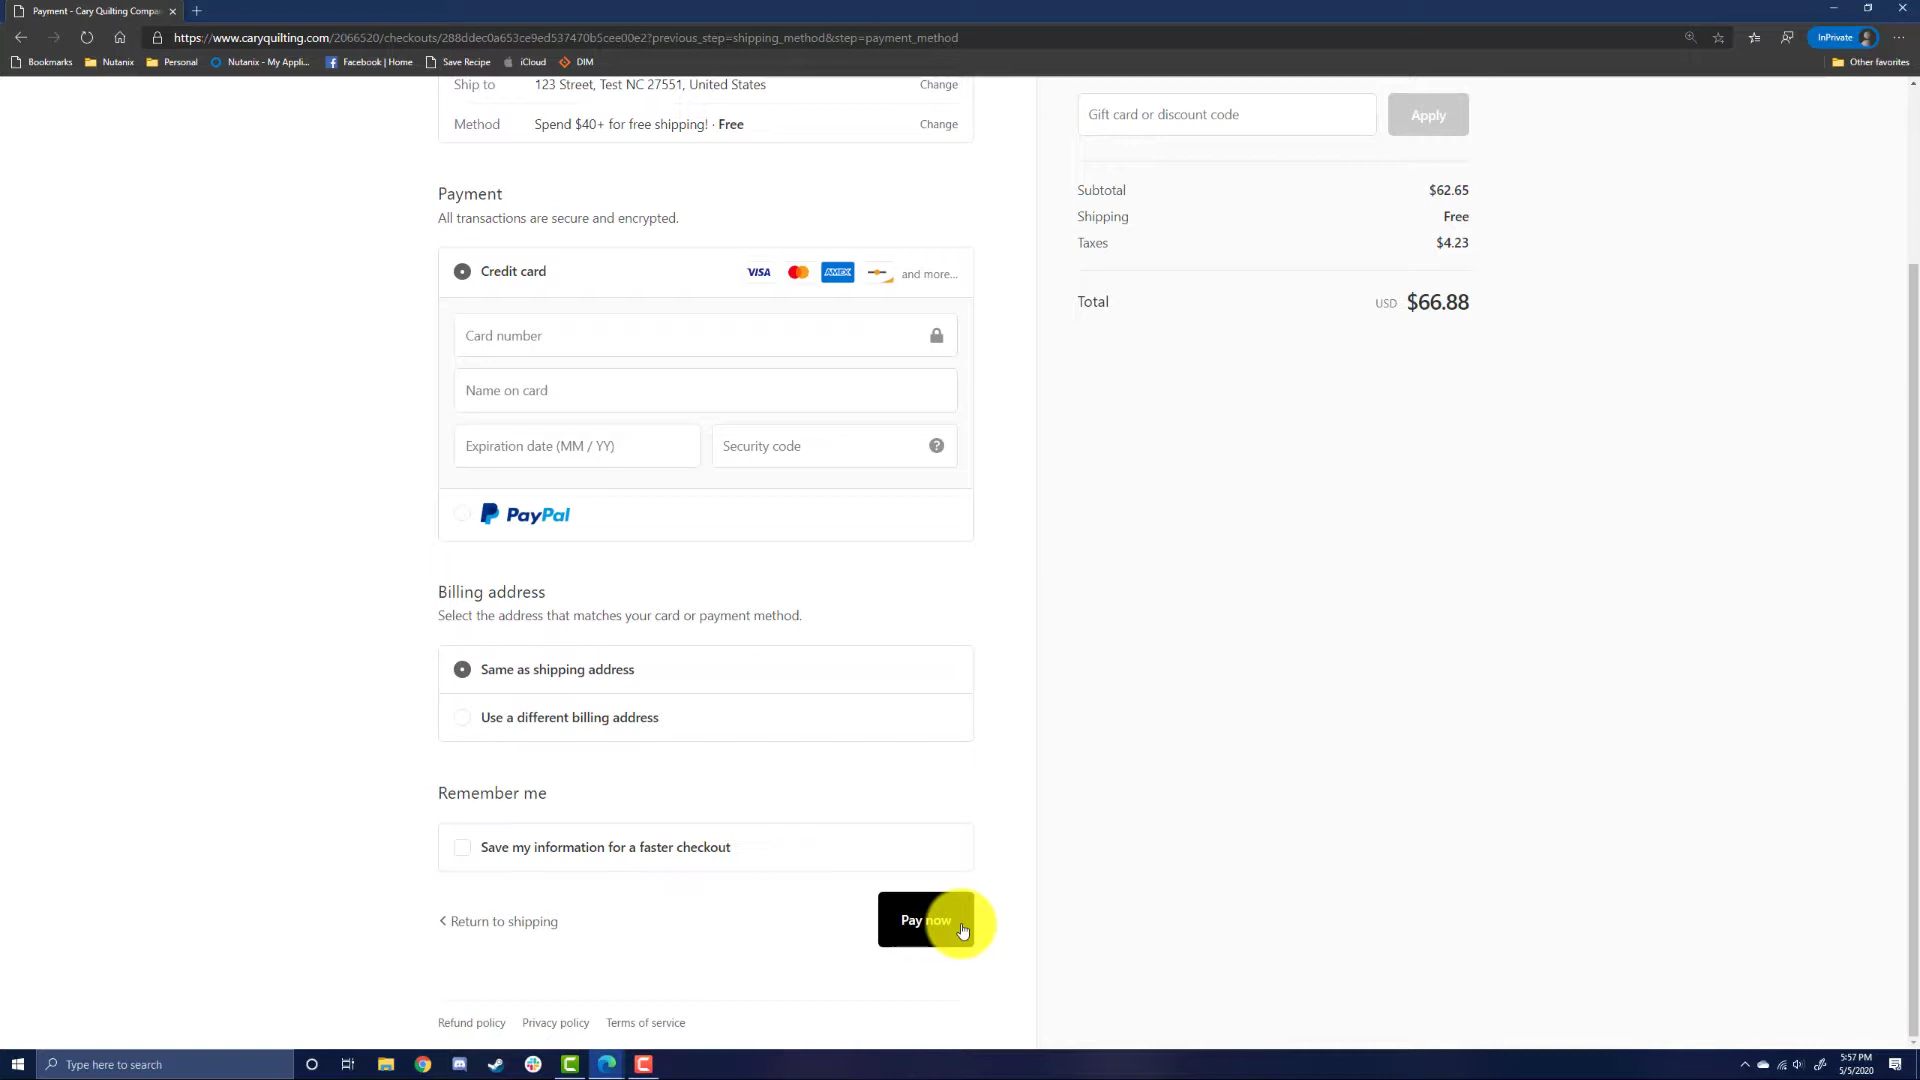 Payment - Cary Quilting Compa
https://www.caryquilting.com/2066520/checkouts/288ddec0a653ce9ed537470b5cee00e2?previous_step=shipping_method&step=payment_method
InPrivate
Bookmarks
Nutanix
Personal
Nutanix - My Appli...
Facebook | Home
Save Recipe
iCloud
DIM
Other favorites
Ship to 123 Street, Test NC 27551, United States Change
Method Spend $40+ for free shipping! · Free Change
Payment
All transactions are secure and encrypted.
Credit card VISA AMEX and more...
Card number
Name on card
Expiration date (MM / YY) Security code
PayPal
Billing address
Select the address that matches your card or payment method.
Same as shipping address
Use a different billing address
Remember me
Save my information for a faster checkout
< Return to shipping
Pay now
Refund policy Privacy policy Terms of service
Gift card or discount code Apply
Subtotal $62.65
Shipping Free
Taxes $4.23
Total USD $66.88
Type here to search
5:57 PM
5/5/2020